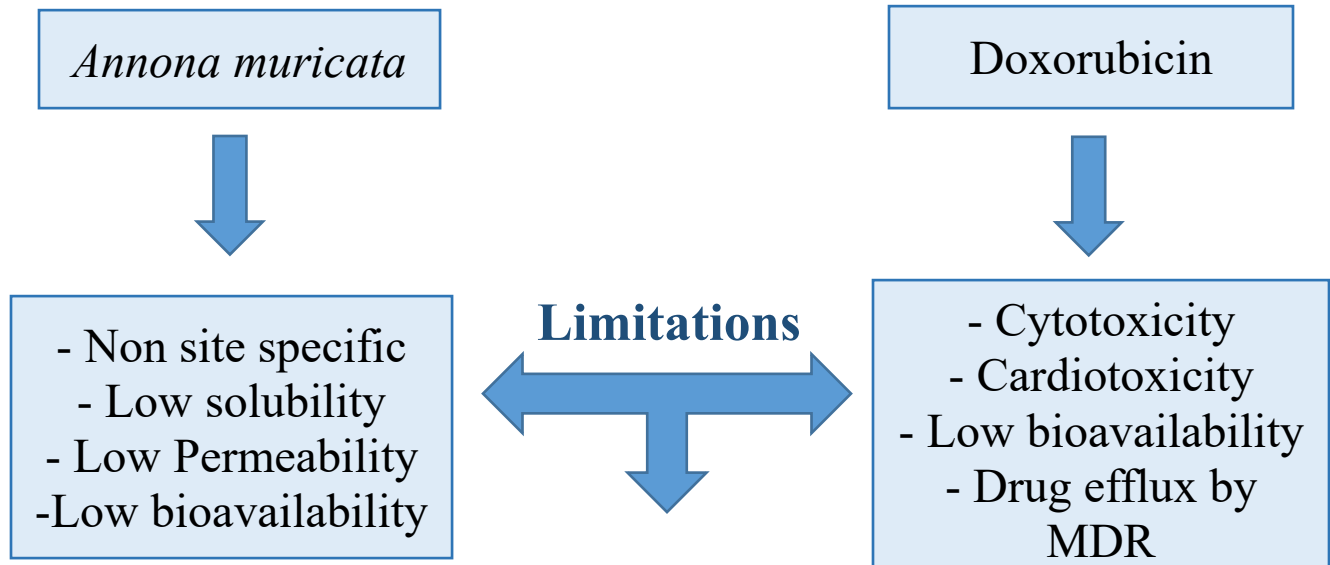 Annona muricata
Doxorubicin
- Non site specific
- Low solubility
- Low Permeability
-Low bioavailability
Limitations
- Cytotoxicity
- Cardiotoxicity
- Low bioavailability
- Drug efflux by
MDR